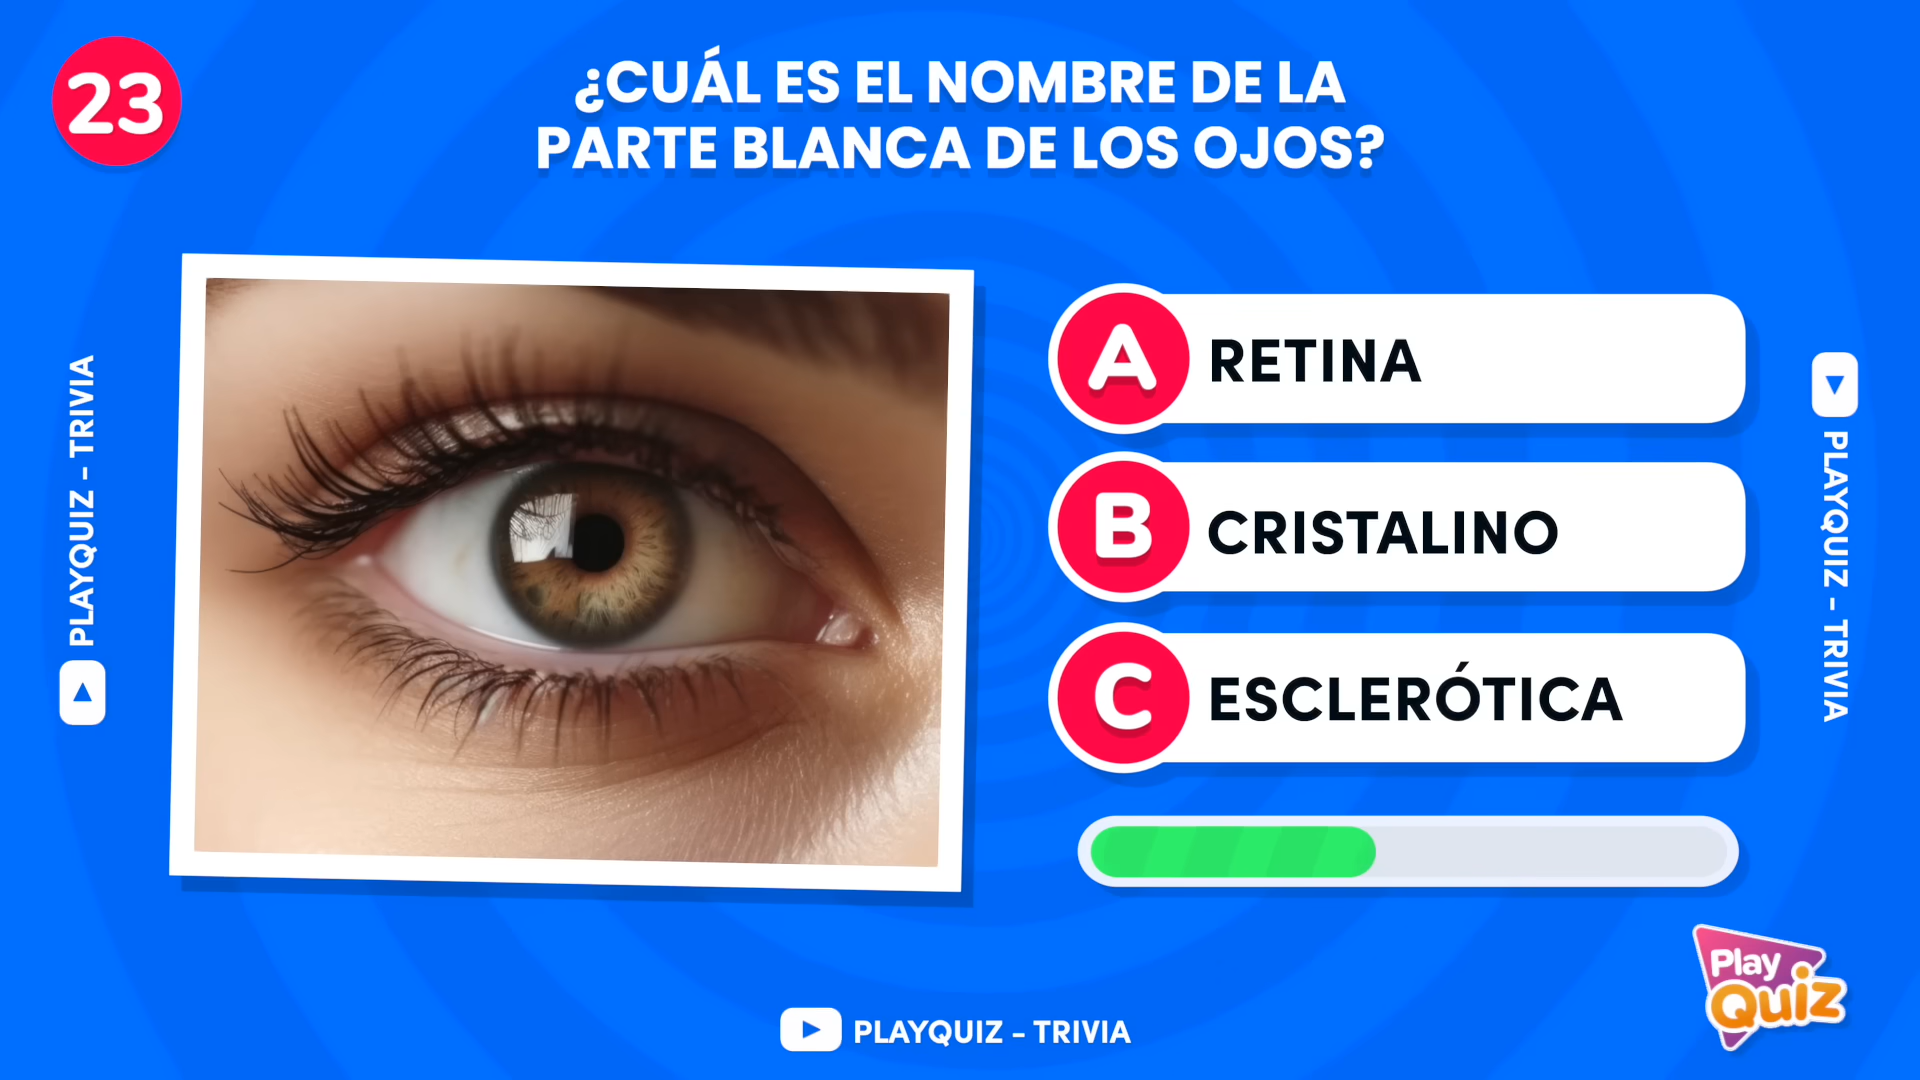 23
¿CUÁL ES EL NOMBRE DE LA
PARTE BLANCA DE LOS OJOS?
A RETINA
B CRISTALINO
C ESCLERÓTICA
PLAYQUIZ - TRIVIA
PLAYQUIZ - TRIVIA
PLAYQUIZ - TRIVIA
Play
Quiz